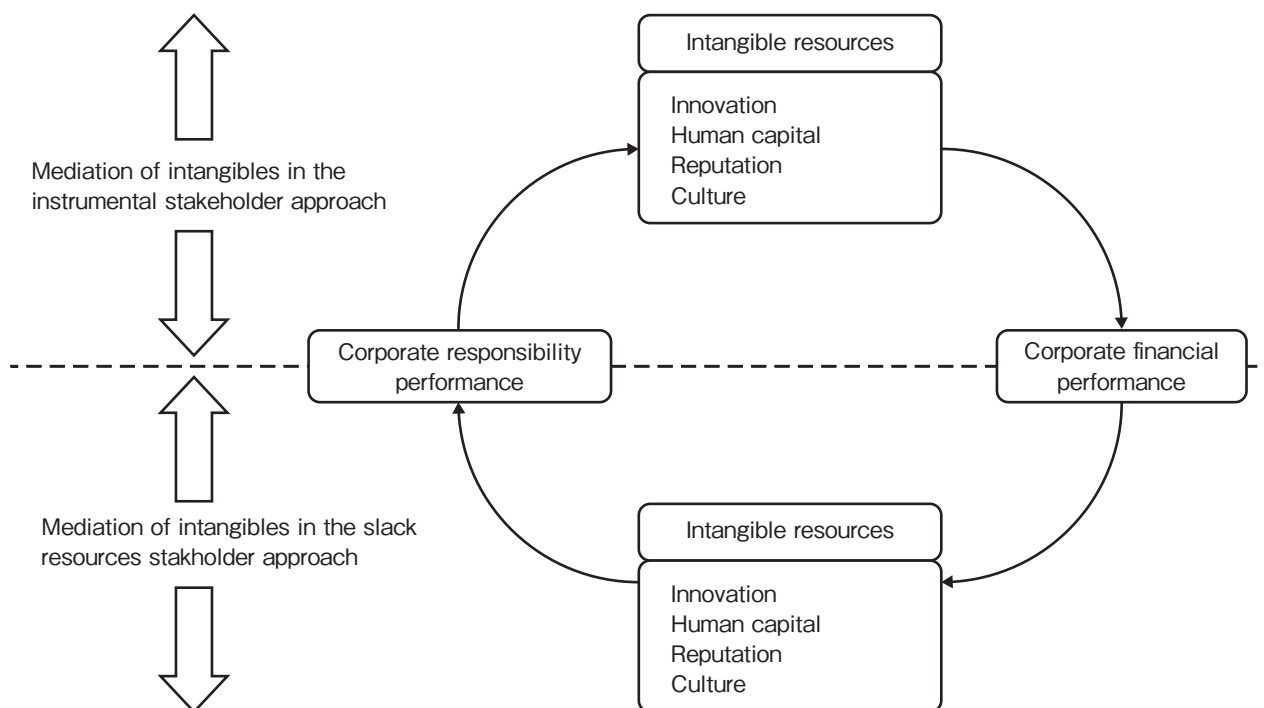 Intangible resources
Innovation
Human capital
Reputation
Culture
Mediation of intangibles in the
instrumental stakeholder approach
Corporate responsibility
performance
Corporate financial
performance
Mediation of intangibles in the slack
resources stakholder approach
Intangible resources
Innovation
Human capital
Reputation
Culture